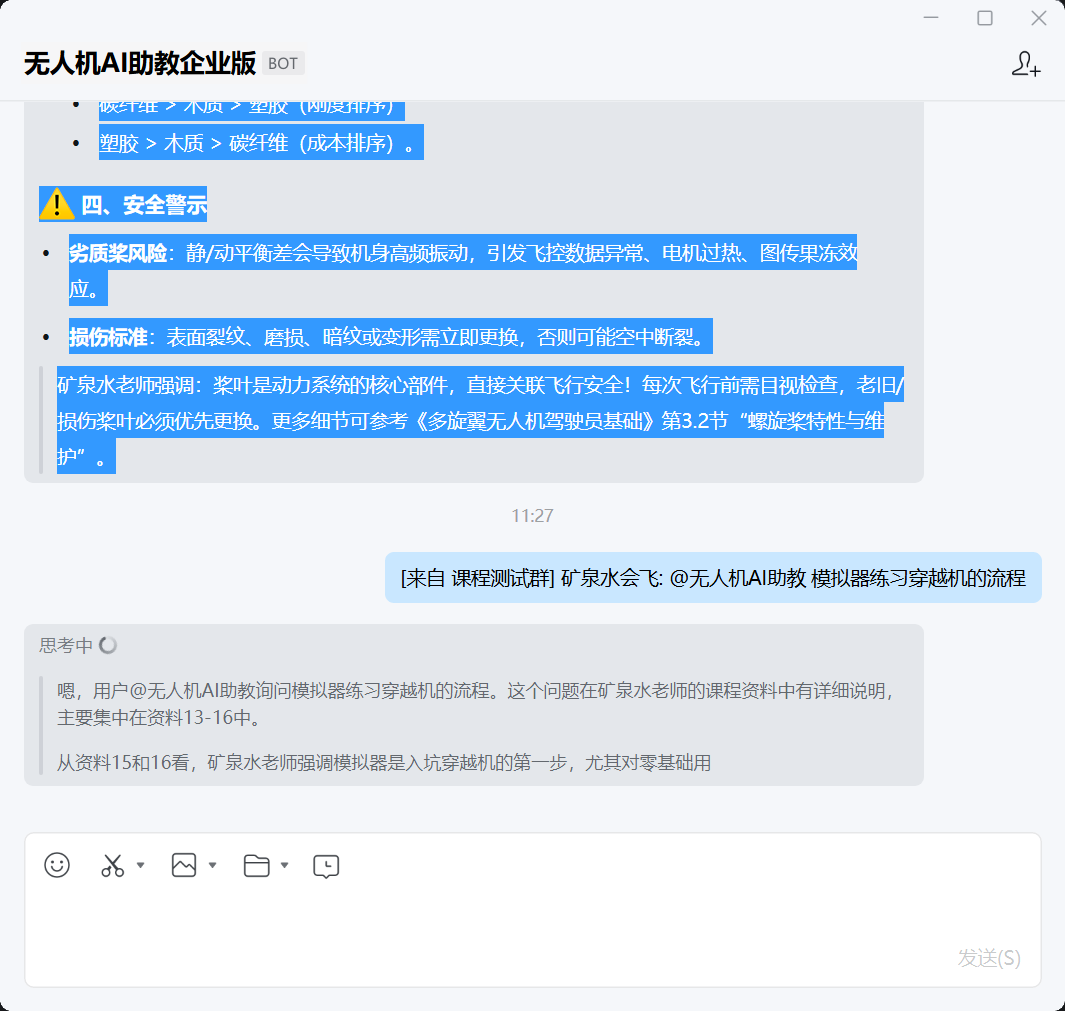 无人机AI助教企业版 BOT
碳纤维 > 木质 > 塑胶（刚度排序）
塑胶 > 木质 > 碳纤维（成本排序）。
⚠️ 四、安全警示
劣质桨风险：静/动平衡差会导致机身高频振动，引发飞控数据异常、电机过热、图传果冻效
应。
损伤标准：表面裂纹、磨损、暗纹或变形需立即更换，否则可能空中断裂。
矿泉水老师强调：桨叶是动力系统的核心部件，直接关联飞行安全！每次飞行前需目视检查，老旧/
损伤桨叶必须优先更换。更多细节可参考《多旋翼无人机驾驶员基础》第3.2节“螺旋桨特性与维
护”。
11:27
[来自 课程测试群] 矿泉水会飞: @无人机AI助教 模拟器练习穿越机的流程
思考中
嗯，用户@无人机AI助教询问模拟器练习穿越机的流程。这个问题在矿泉水老师的课程资料中有详细说明，
主要集中在资料13-16中。
从资料15和16看，矿泉水老师强调模拟器是入坑穿越机的第一步，尤其对零基础用
发送(S)